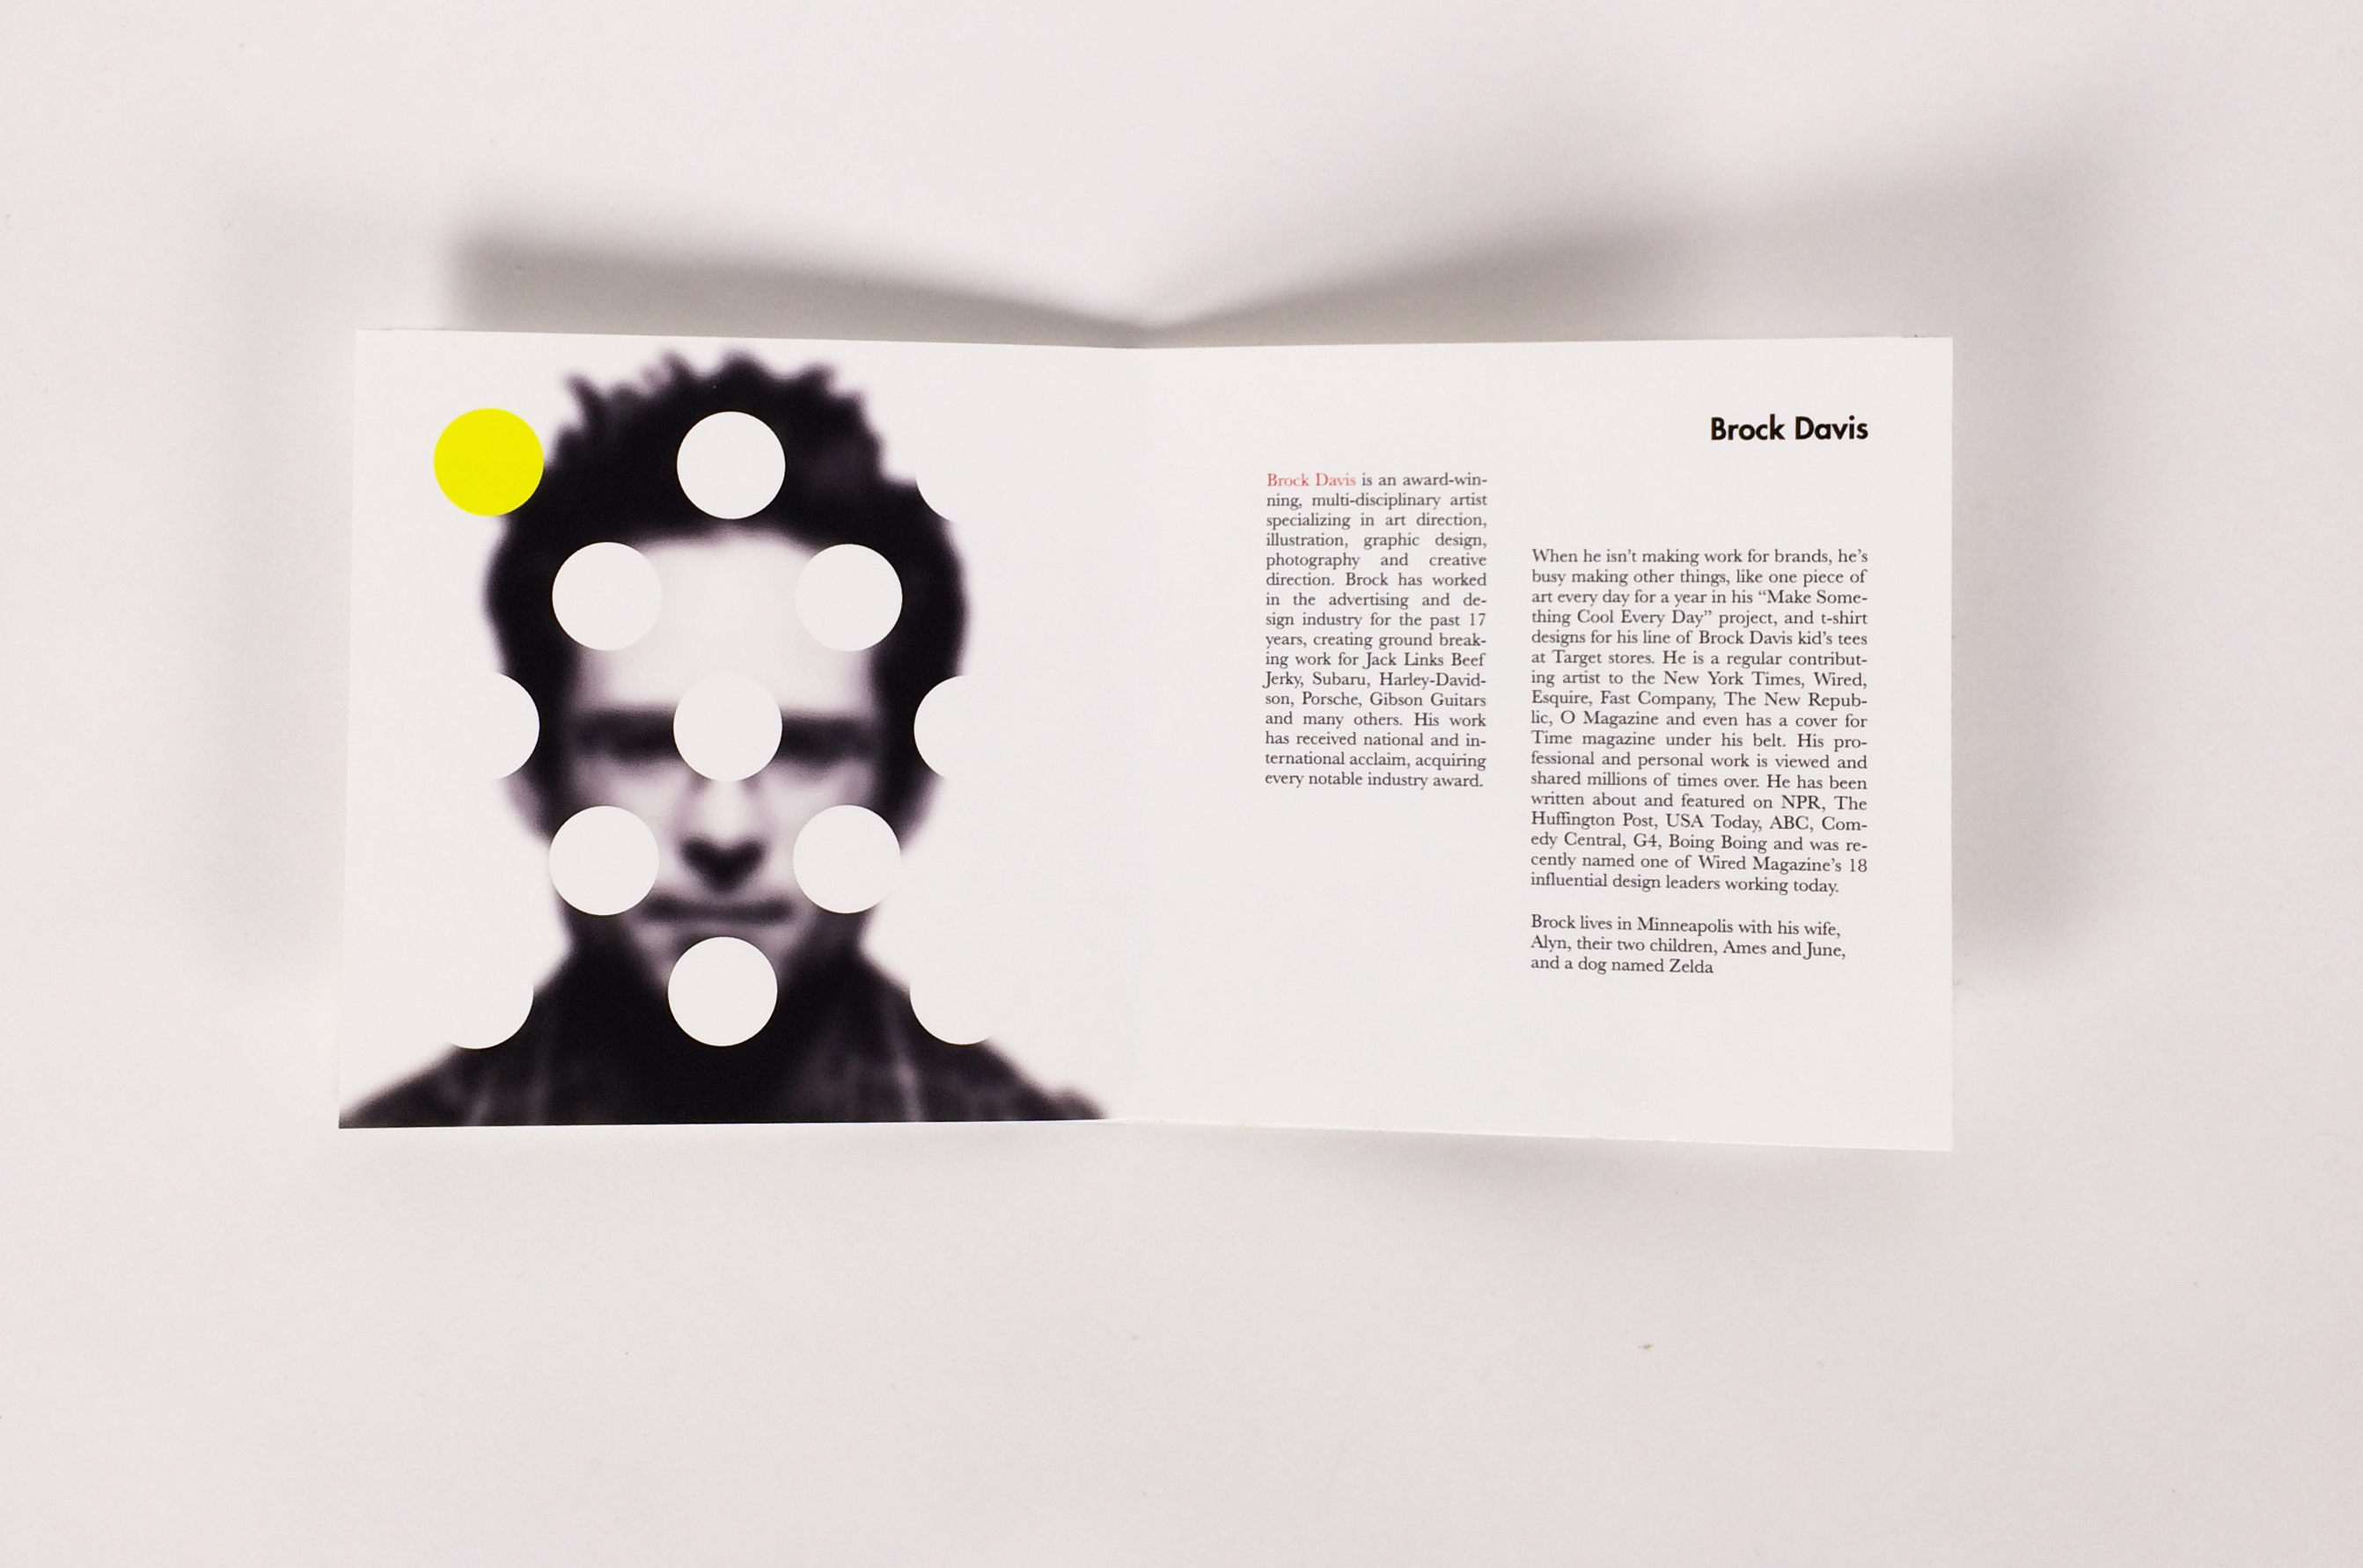 Brock Davis
Brock Davis is an award-win-
ning, multi-disciplinary artist
specializing in art direction,
illustration, graphic design,
photography and creative
direction. Brock has worked
in the advertising and de-
sign industry for the past 17
years, creating ground break-
ing work for Jack Links Beef
Jerky, Subaru, Harley-David-
son, Porsche, Gibson Guitars
and many others. His work
has received national and in-
ternational acclaim, acquiring
every notable industry award.
When he isn’t making work for brands, he’s
busy making other things, like one piece of
art every day for a year in his “Make Some-
thing Cool Every Day” project, and t-shirt
designs for his line of Brock Davis kid’s tees
at Target stores. He is a regular contribut-
ing artist to the New York Times, Wired,
Esquire, Fast Company, The New Repub-
lic, O Magazine and even has a cover for
Time magazine under his belt. His pro-
fessional and personal work is viewed and
shared millions of times over. He has been
written about and featured on NPR, The
Huffington Post, USA Today, ABC, Com-
edy Central, G4, Boing Boing and was re-
cently named one of Wired Magazine’s 18
influential design leaders working today.
Brock lives in Minneapolis with his wife,
Alyn, their two children, Ames and June,
and a dog named Zelda